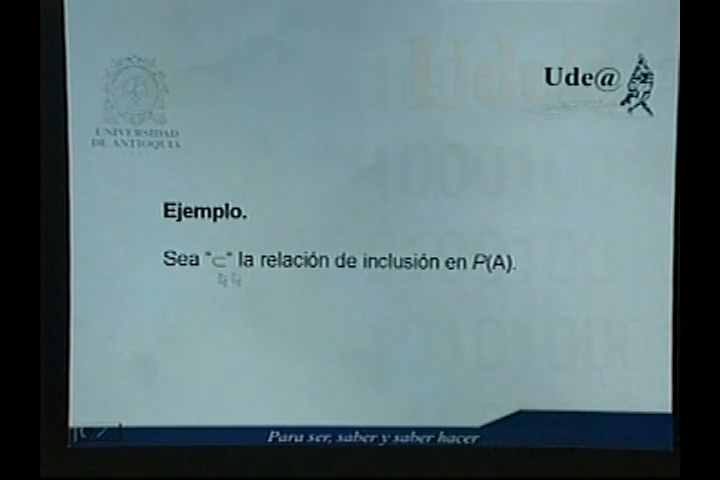 Ude@
UNIVERSIDAD
DE ANTIOQUIA
Ejemplo.
Sea "⊂" la relación de inclusión en P(A).
Para ser, saber y saber hacer